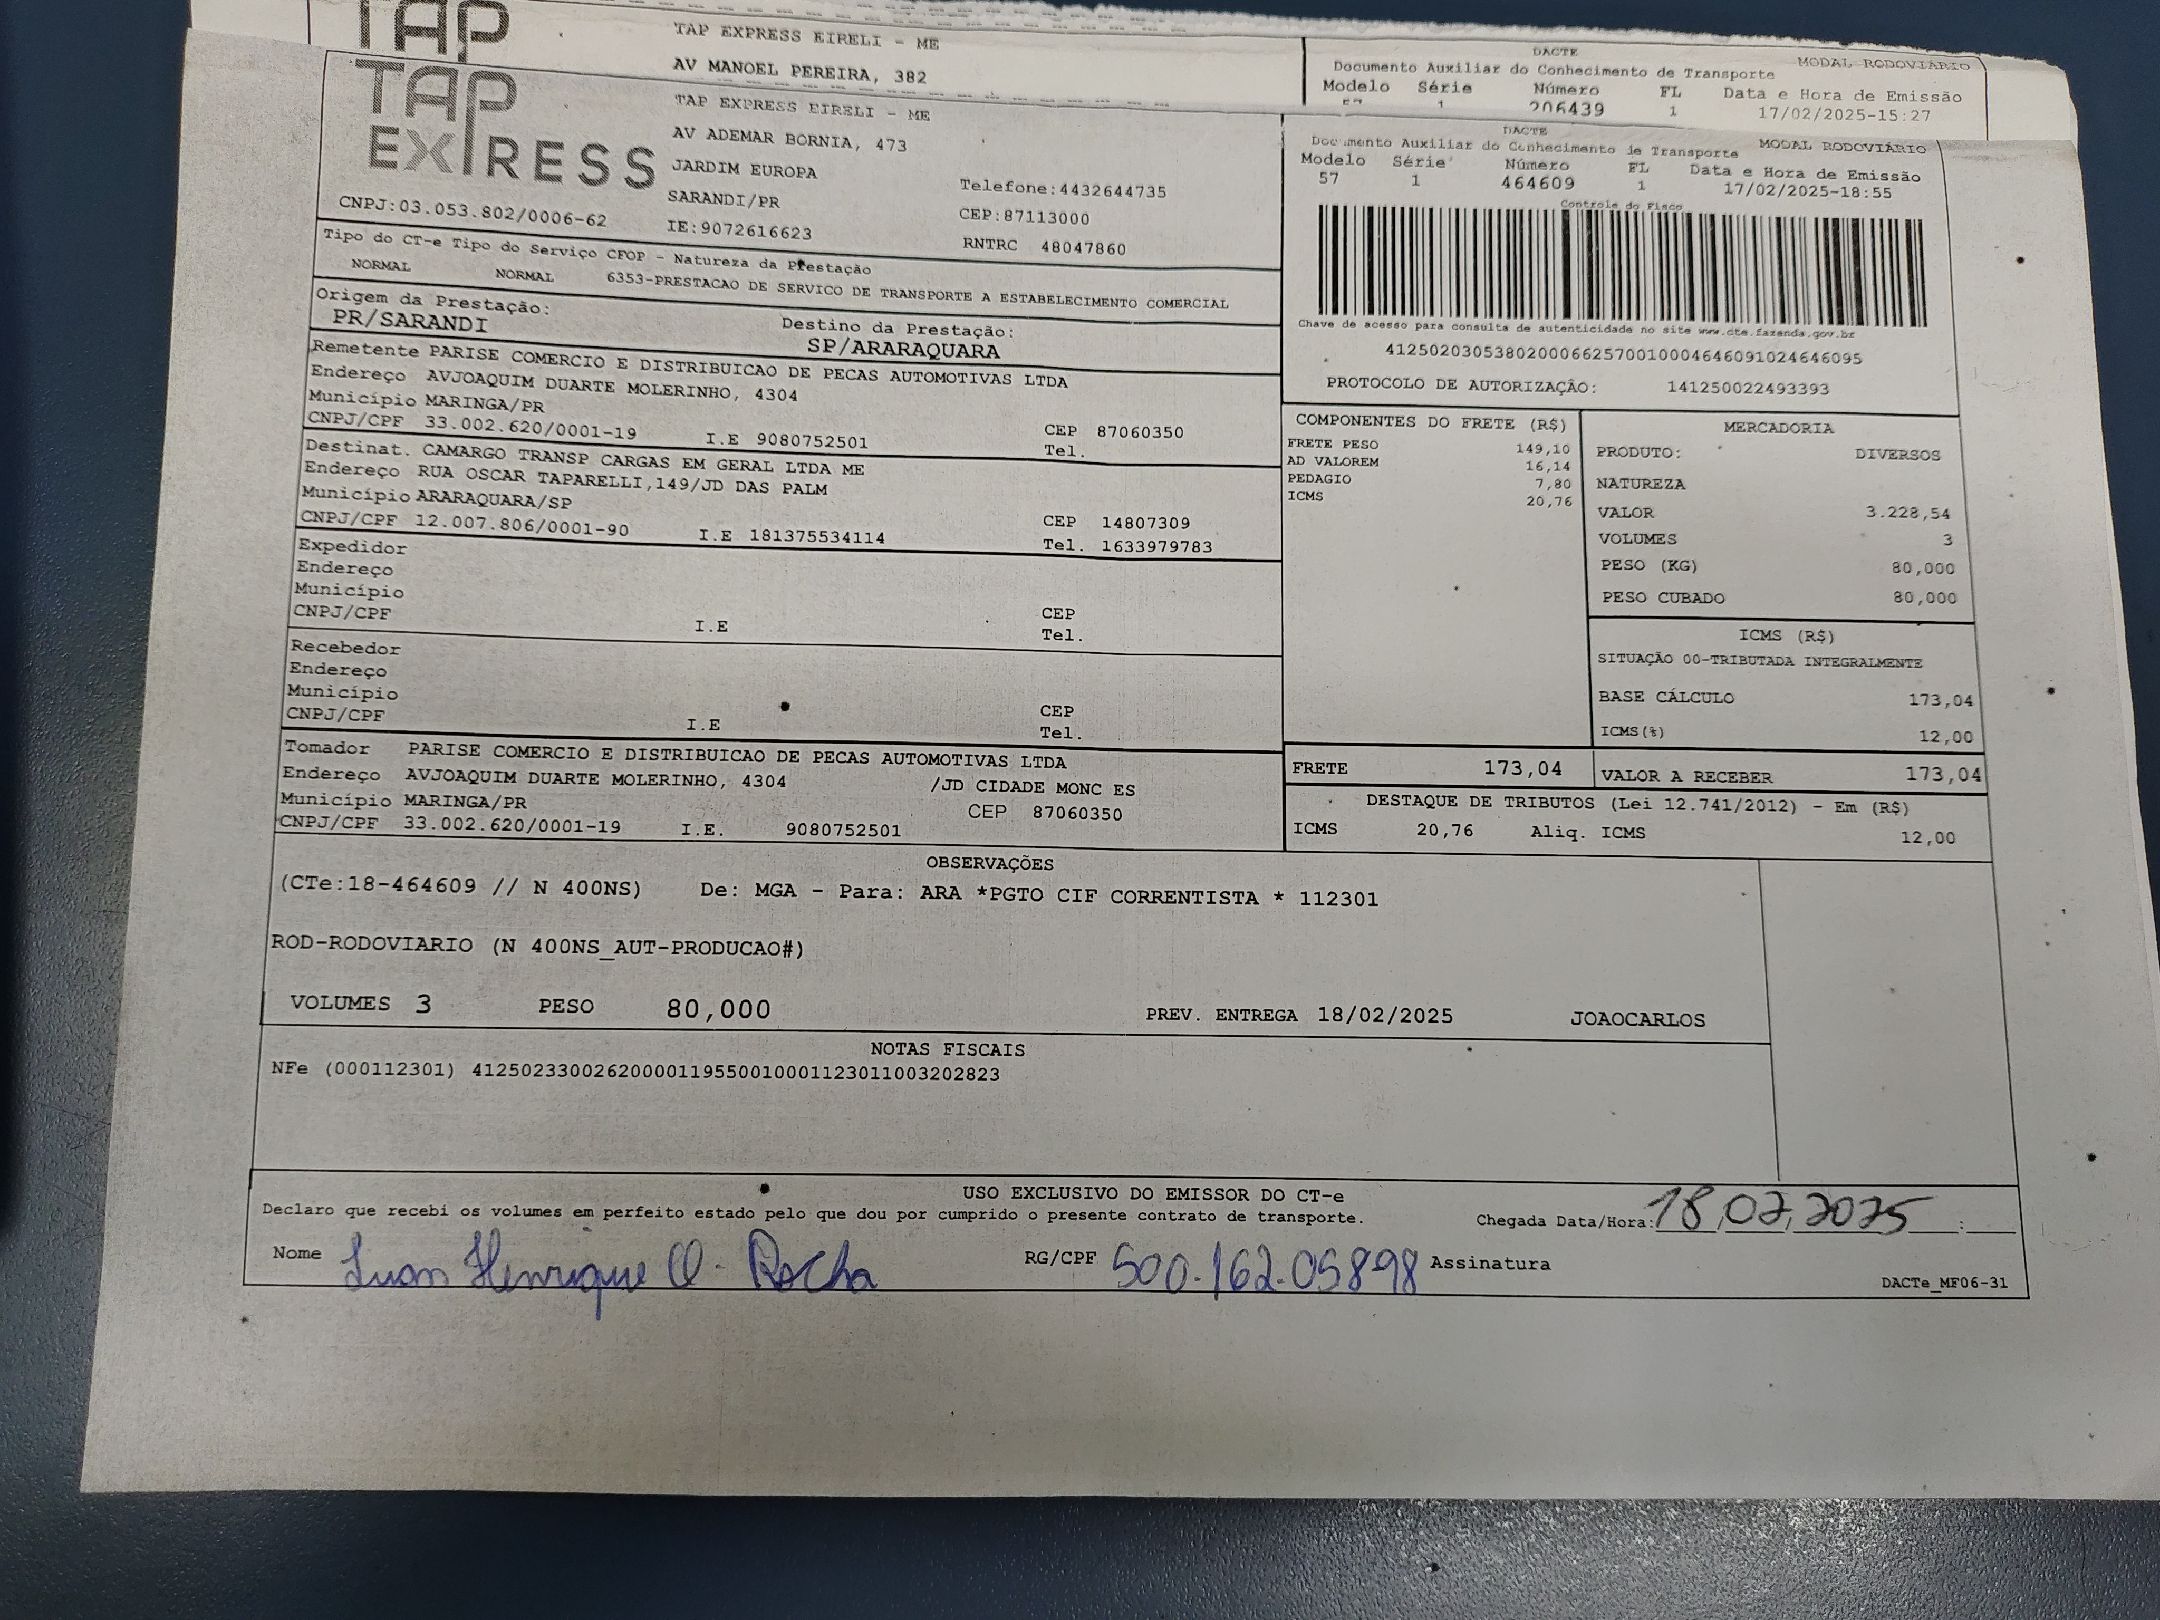 TAP
TAP EXPRESS EIRELI - ME
AV MANOEL PEREIRA, 382
DACTE
MODAL RODOVIARIO
Documento Auxiliar do Conhecimento de Transporte
Modelo Série Número FL Data e Hora de Emissão
57 1 206439 1 17/02/2025-15:27
TAP
EXPRESS
CNPJ:03.053.802/0006-62
TAP EXPRESS EIRELI - ME
AV ADEMAR BORNIA, 473
JARDIM EUROPA
SARANDI/PR
IE:9072616623
Telefone:4432644735
CEP:87113000
RNTRC 48047860
DACTE
MODAL RODOVIÁRIO
Documento Auxiliar do Conhecimento de Transporte
Modelo Série Número FL Data e Hora de Emissão
57 1 464609 1 17/02/2025-18:55
Controle do Fisco
Chave de acesso para consulta de autenticidade no site www.cte.fazenda.gov.br
41250203053802000662570010004646091024646095
PROTOCOLO DE AUTORIZAÇÃO: 141250022493393
Tipo do CT-e Tipo do Serviço CFOP - Natureza da Prestação
NORMAL NORMAL 6353-PRESTACAO DE SERVICO DE TRANSPORTE A ESTABELECIMENTO COMERCIAL
Origem da Prestação: Destino da Prestação:
PR/SARANDI SP/ARARAQUARA
Remetente PARISE COMERCIO E DISTRIBUICAO DE PECAS AUTOMOTIVAS LTDA
Endereço AVJOAQUIM DUARTE MOLERINHO, 4304
Município MARINGA/PR CEP 87060350
CNPJ/CPF 33.002.620/0001-19 I.E 9080752501 Tel.
Destinat. CAMARGO TRANSP CARGAS EM GERAL LTDA ME
Endereço RUA OSCAR TAPARELLI,149/JD DAS PALM
Município ARARAQUARA/SP CEP 14807309
CNPJ/CPF 12.007.806/0001-90 I.E 181375534114 Tel. 1633979783
Expedidor
Endereço
Município CEP
CNPJ/CPF I.E Tel.
Recebedor
Endereço
Município CEP
CNPJ/CPF I.E Tel.
Tomador PARISE COMERCIO E DISTRIBUICAO DE PECAS AUTOMOTIVAS LTDA
Endereço AVJOAQUIM DUARTE MOLERINHO, 4304 /JD CIDADE MONC ES
Município MARINGA/PR CEP 87060350
CNPJ/CPF 33.002.620/0001-19 I.E. 9080752501
COMPONENTES DO FRETE (R$)
FRETE PESO 149,10
AD VALOREM 16,14
PEDAGIO 7,80
ICMS 20,76
MERCADORIA
PRODUTO: DIVERSOS
NATUREZA
VALOR 3.228,54
VOLUMES 3
PESO (KG) 80,000
PESO CUBADO 80,000
ICMS (R$)
SITUAÇÃO 00-TRIBUTADA INTEGRALMENTE
BASE CÁLCULO 173,04
ICMS(%) 12,00
FRETE 173,04 VALOR A RECEBER 173,04
DESTAQUE DE TRIBUTOS (Lei 12.741/2012) - Em (R$)
ICMS 20,76 Aliq. ICMS 12,00
OBSERVAÇÕES
(CTe:18-464609 // N 400NS) De: MGA - Para: ARA *PGTO CIF CORRENTISTA * 112301
ROD-RODOVIARIO (N 400NS_AUT-PRODUCAO#)
VOLUMES 3 PESO 80,000 PREV. ENTREGA 18/02/2025 JOAOCARLOS
NOTAS FISCAIS
NFe (000112301) 41250233002620000119550010001123011003202823
USO EXCLUSIVO DO EMISSOR DO CT-e
Declaro que recebi os volumes em perfeito estado pelo que dou por cumprido o presente contrato de transporte. Chegada Data/Hora: 18,02,2025 :
Nome Luan Henrique O. Rocha RG/CPF 500.162.05898 Assinatura
DACTe_MF06-31